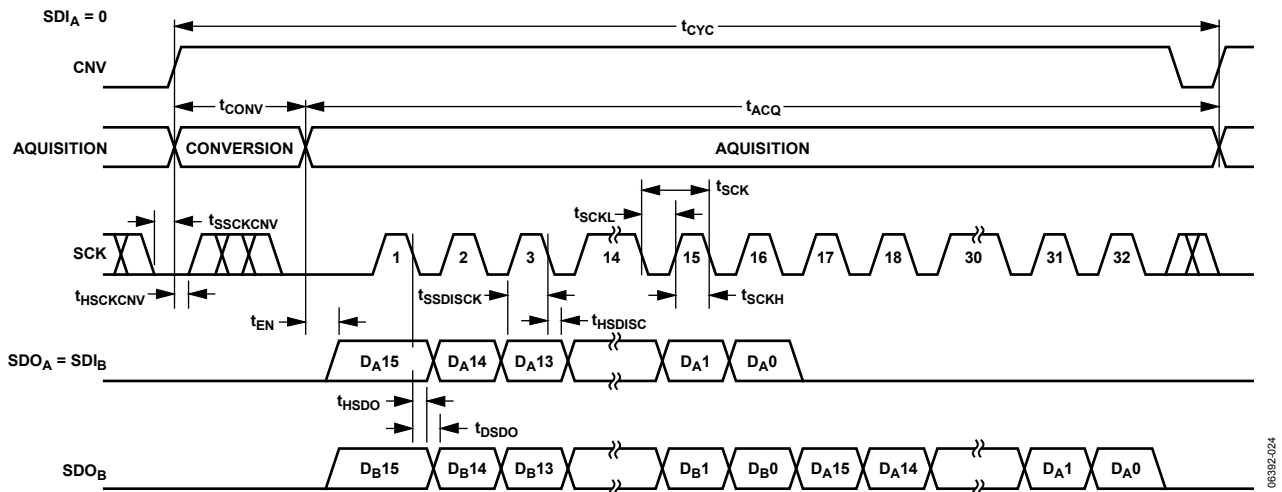 SDIA = 0
tCYC
CNV
tCONV
tACQ
AQUISITION
CONVERSION
AQUISITION
tSCK
tSSCKCNV
tSCKL
SCK
1
2
3
14
15
16
17
18
30
31
32
tHSCKCNV
tSSDISCK
tSCKH
tEN
tHSDISC
SDOA = SDIB
DA15
DA14
DA13
DA1
DA0
tHSDO
tDSDO
SDOB
DB15
DB14
DB13
DB1
DB0
DA15
DA14
DA1
DA0
06392-024